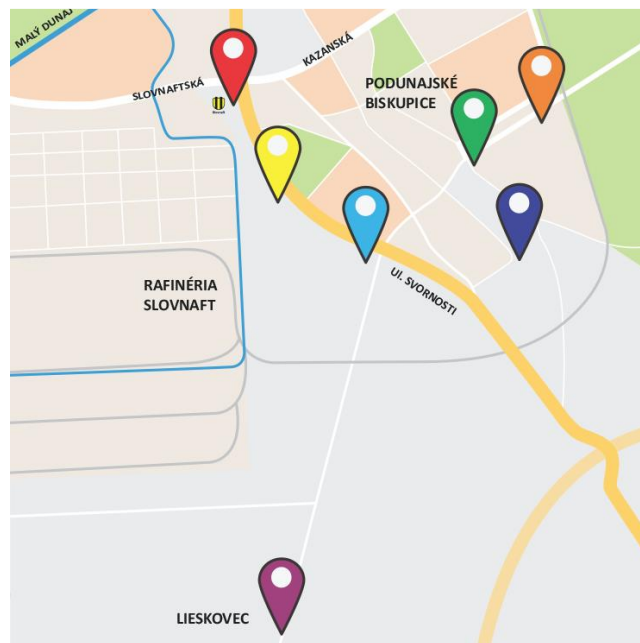 MALÝ DUNAJ
SLOVNAFTSKÁ
KAZANSKÁ
PODUNAJSKÉ
BISKUPICE
RAFINÉRIA
SLOVNAFT
Ul. SVORNOSTI
LIESKOVEC